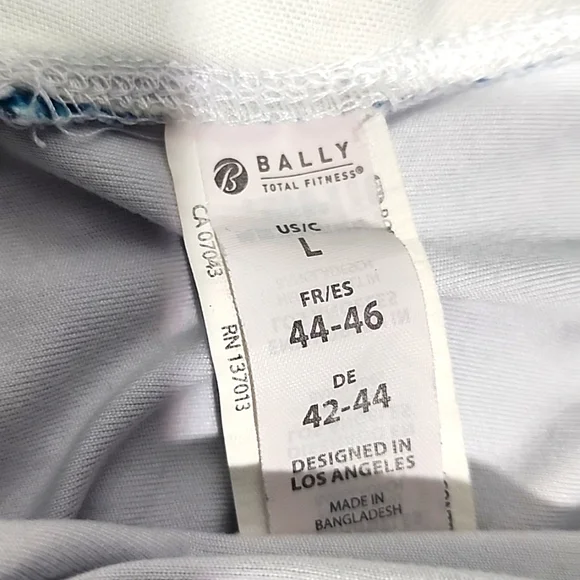 BALLY
TOTAL FITNESS®
US/C
L
FR/ES
44-46
DE
42-44
DESIGNED IN
LOS ANGELES
MADE IN
BANGLADESH
CA 07043
RN 137013